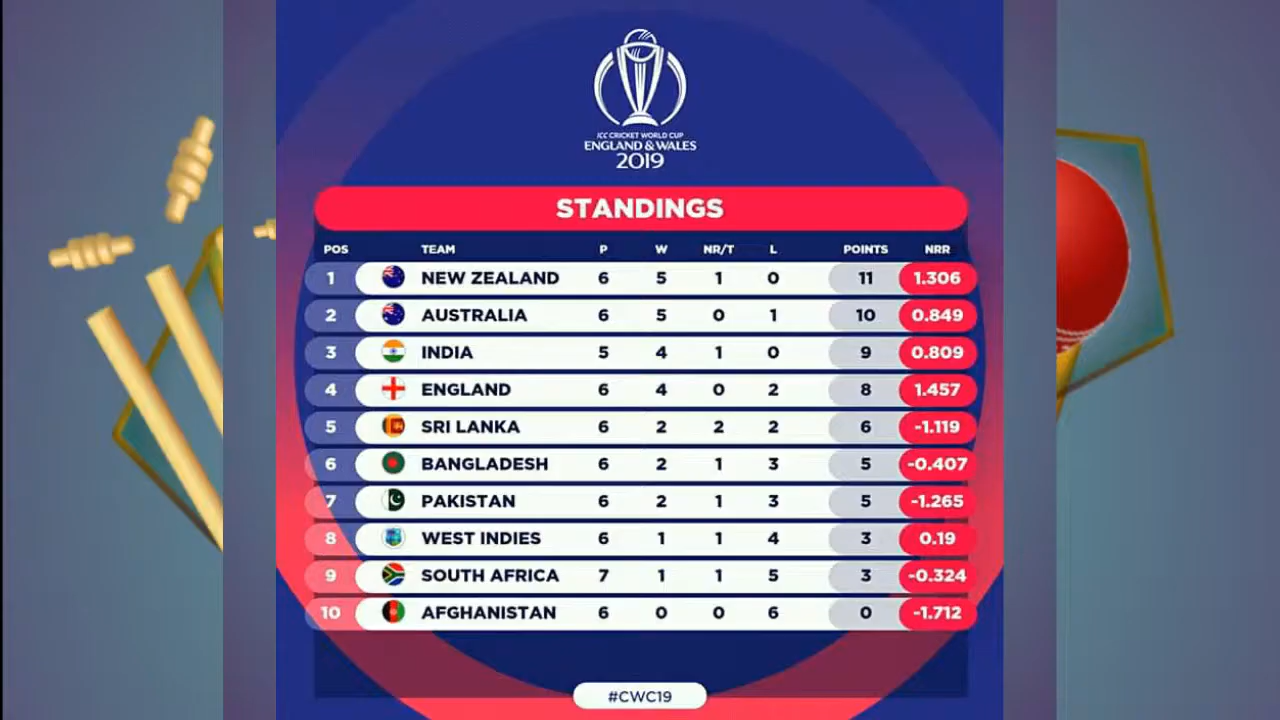 ICC CRICKET WORLD CUP
ENGLAND & WALES
2019
STANDINGS
POS TEAM P W NR/T L POINTS NRR
1 NEW ZEALAND 6 5 1 0 11 1.306
2 AUSTRALIA 6 5 0 1 10 0.849
3 INDIA 5 4 1 0 9 0.809
4 ENGLAND 6 4 0 2 8 1.457
5 SRI LANKA 6 2 2 2 6 -1.119
6 BANGLADESH 6 2 1 3 5 -0.407
7 PAKISTAN 6 2 1 3 5 -1.265
8 WEST INDIES 6 1 1 4 3 0.19
9 SOUTH AFRICA 7 1 1 5 3 -0.324
10 AFGHANISTAN 6 0 0 6 0 -1.712
#CWC19